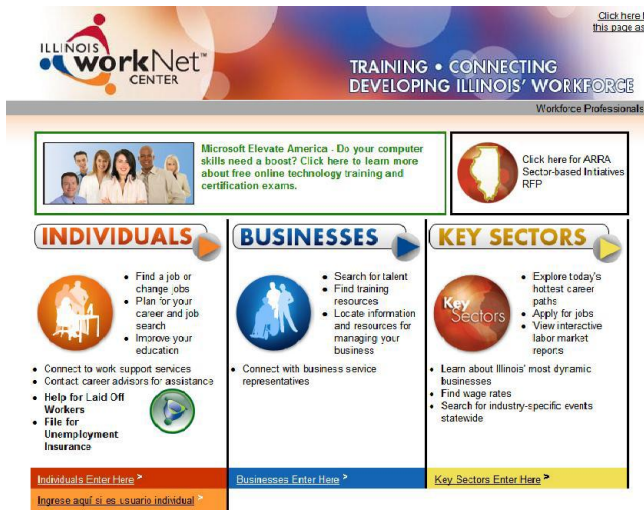 Click here
this page as
ILLINOIS
workNet™
CENTER
TRAINING • CONNECTING
DEVELOPING ILLINOIS' WORKFORCE
Workforce Professionals
Microsoft Elevate America - Do your computer
skills need a boost? Click here to learn more
about free online technology training and
certification exams.
Click here for ARRA
Sector-based Initiatives
RFP
INDIVIDUALS
• Find a job or
change jobs
• Plan for your
career and job
search
• Improve your
education
• Connect to work support services
• Contact career advisors for assistance
• Help for Laid Off
Workers
• File for
Unemployment
Insurance
Individuals Enter Here >
Ingrese aquí si es usuario individual >
BUSINESSES
• Search for talent
• Find training
resources
• Locate information
and resources for
managing your
business
• Connect with business service
representatives
Businesses Enter Here >
KEY SECTORS
Key
Sectors
• Explore today's
hottest career
paths
• Apply for jobs
• View interactive
labor market
reports
• Learn about Illinois' most dynamic
businesses
• Find wage rates
• Search for industry-specific events
statewide
Key Sectors Enter Here >